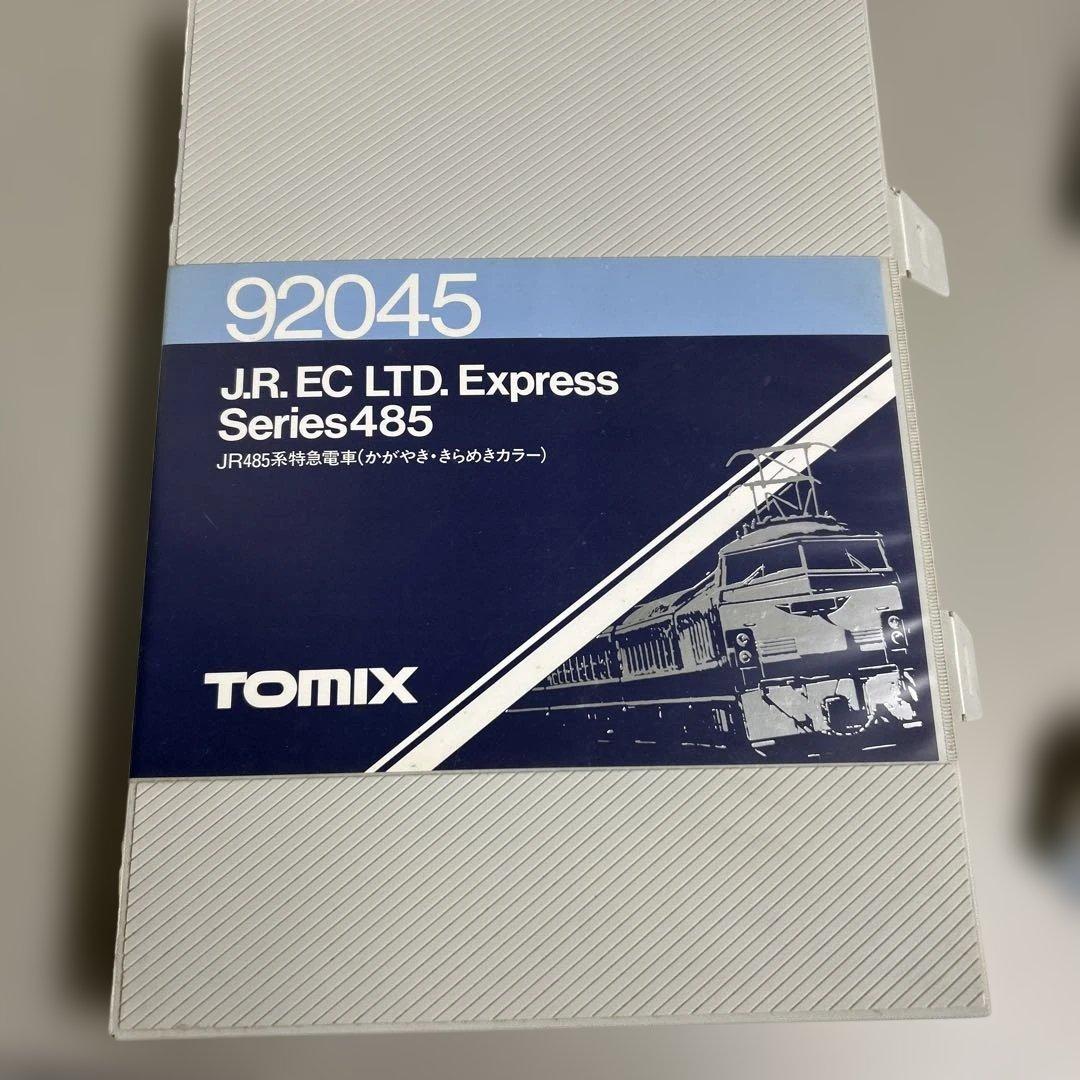 92045
J.R. EC LTD. Express
Series485
JR485系特急電車(かがやき・きらめきカラー)
TOMIX